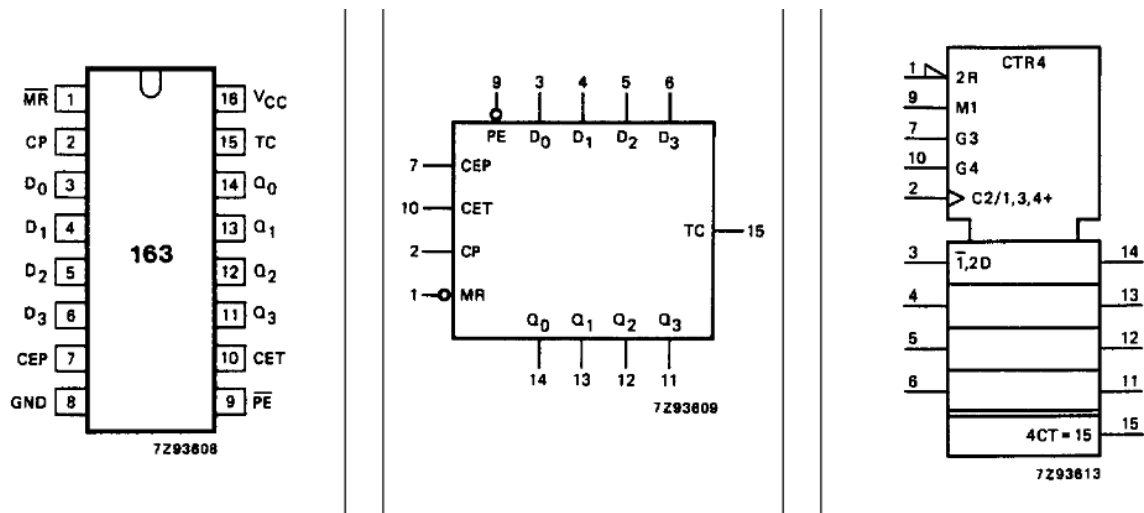 M̅R̅ 1 16 VCC
CP 2 15 TC
D0 3 14 Q0
D1 4 13 Q1
163
D2 5 12 Q2
D3 6 11 Q3
CEP 7 10 CET
GND 8 9 P̅E̅
7Z93608
9 3 4 5 6
PE D0 D1 D2 D3
7 CEP
10 CET
TC 15
2 CP
1 MR
Q0 Q1 Q2 Q3
14 13 12 11
7Z93609
CTR4
1 2R
9 M1
7 G3
10 G4
2 C2/1,3,4+
3 1̅,2D 14
4 13
5 12
6 11
4CT = 15 15
7Z93613